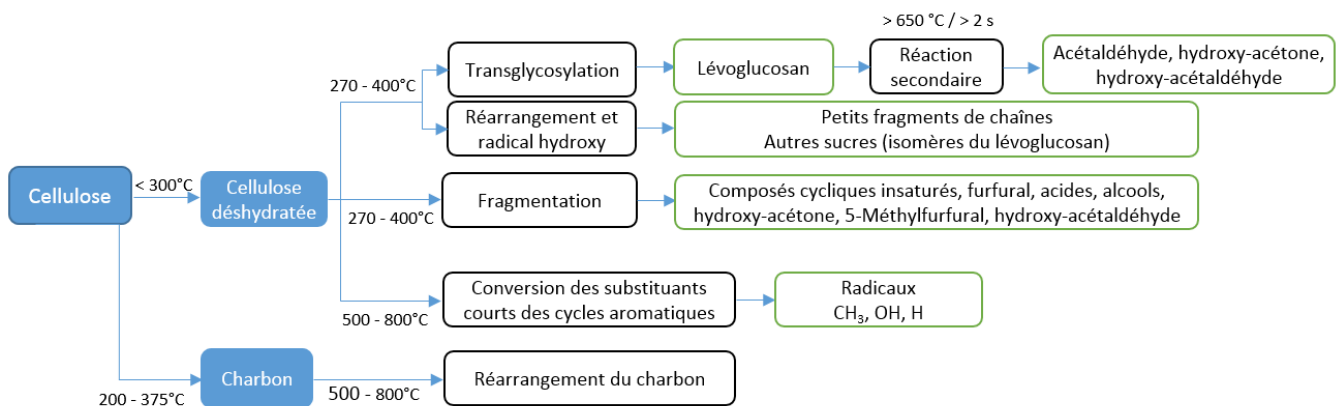 > 650 °C / > 2 s
270 - 400°C
Transglycosylation
Lévoglucosan
Réaction
secondaire
Acétaldéhyde, hydroxy-acétone,
hydroxy-acétaldéhyde
Réarrangement et
radical hydroxy
Petits fragments de chaînes
Autres sucres (isomères du lévoglucosan)
Cellulose
< 300°C
Cellulose
déshydratée
270 - 400°C
Fragmentation
Composés cycliques insaturés, furfural, acides, alcools,
hydroxy-acétone, 5-Méthylfurfural, hydroxy-acétaldéhyde
500 - 800°C
Conversion des substituants
courts des cycles aromatiques
Radicaux
CH₃, OH, H
200 - 375°C
Charbon
500 - 800°C
Réarrangement du charbon